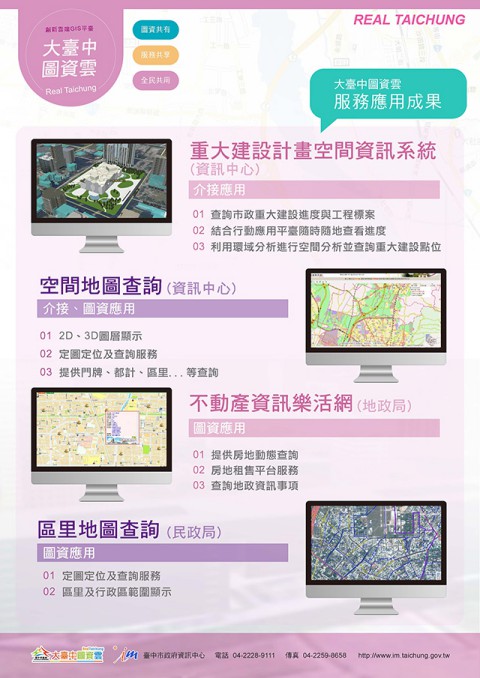 REAL TAICHUNG
創新雲端GIS平臺
大臺中
圖資雲
Real Taichung
圖資共有
服務共享
全民共用
大臺中圖資雲
服務應用成果
重大建設計畫空間資訊系統
(資訊中心)
介接應用
01 查詢市政重大建設進度與工程標案
02 結合行動應用平臺隨時隨地查看進度
03 利用環域分析進行空間分析並查詢重大建設點位
空間地圖查詢(資訊中心)
介接、圖資應用
01 2D、3D圖層顯示
02 定圖定位及查詢服務
03 提供門牌、都計、區里...等查詢
不動產資訊樂活網(地政局)
圖資應用
01 提供房地動態查詢
02 房地租售平台服務
03 查詢地政資訊事項
區里地圖查詢(民政局)
圖資應用
01 定圖定位及查詢服務
02 區里及行政區範圍顯示
大臺中圖資雲 臺中市政府資訊中心 電話 04-2228-9111 傳真 04-2259-8658 http://www.im.taichung.gov.tw